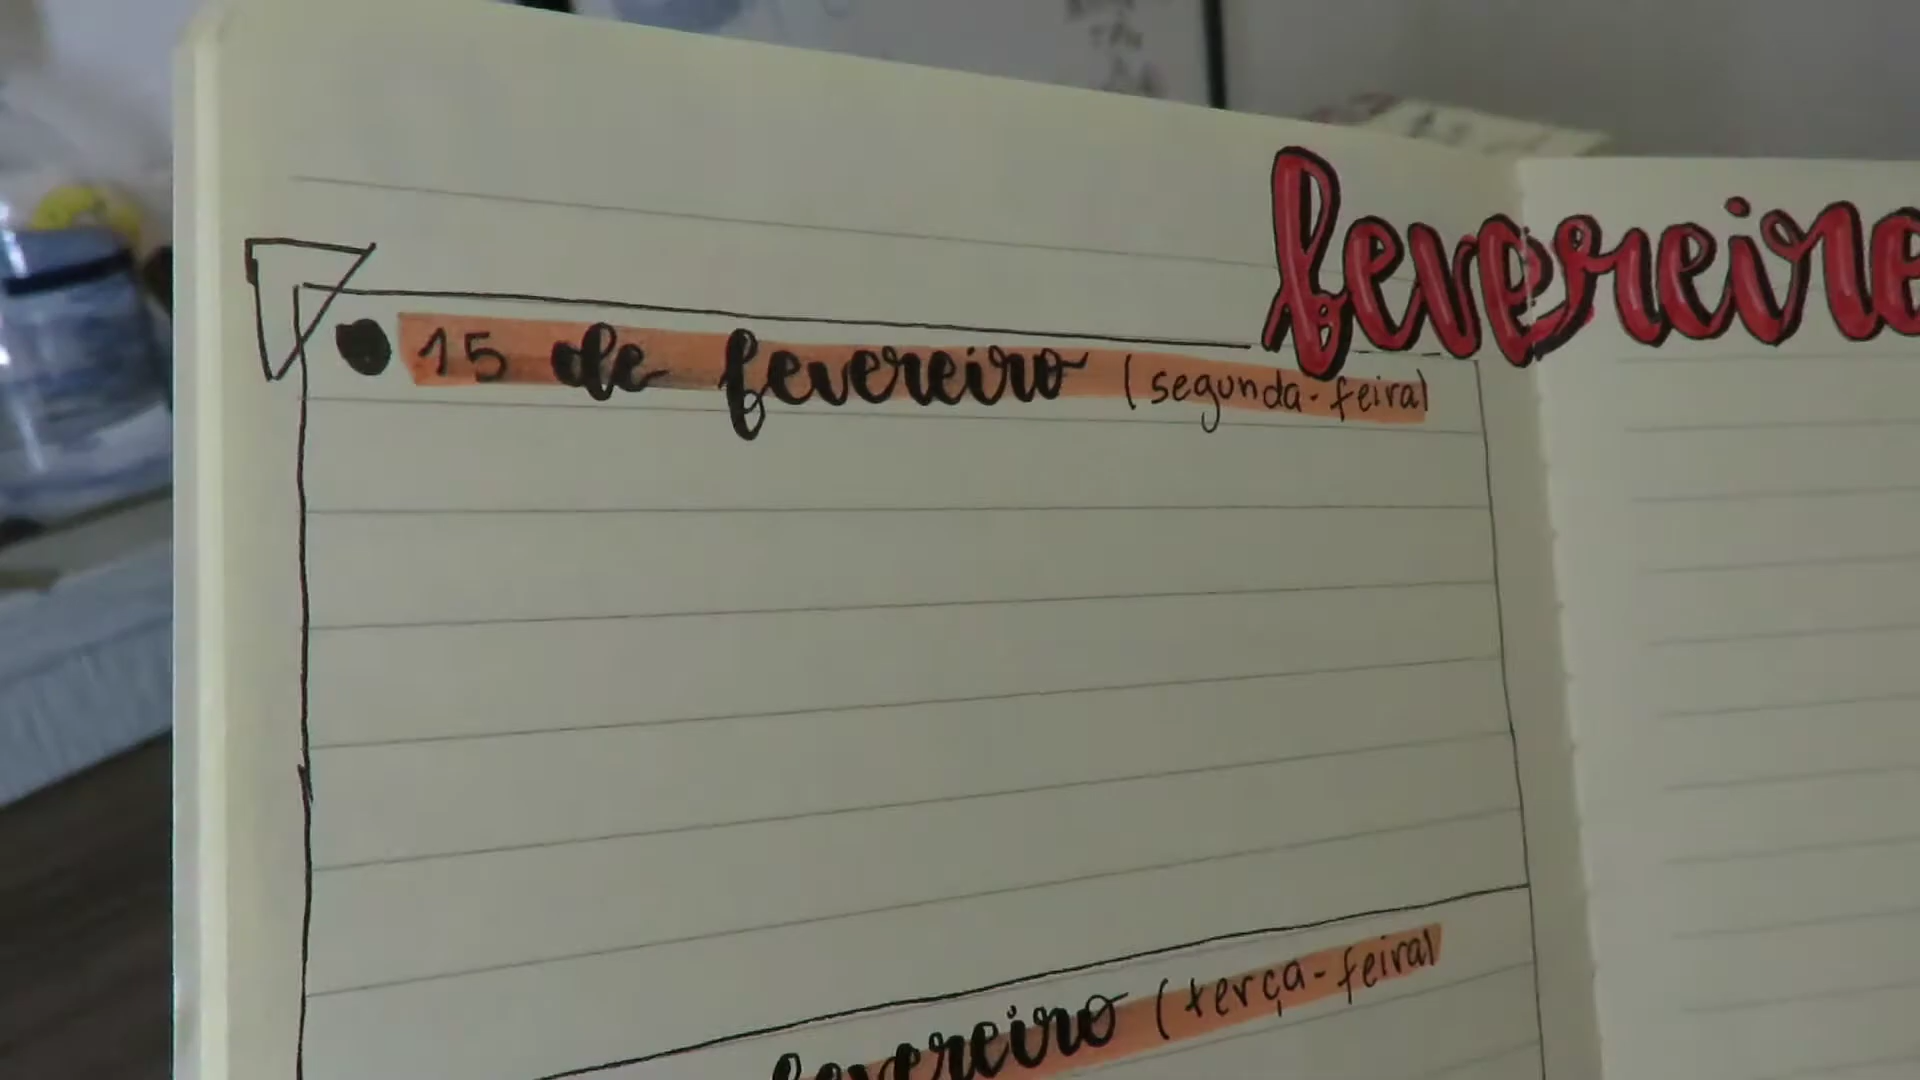 fevereiro
15 de fevereiro (segunda-feira)
fevereiro (terça-feira)